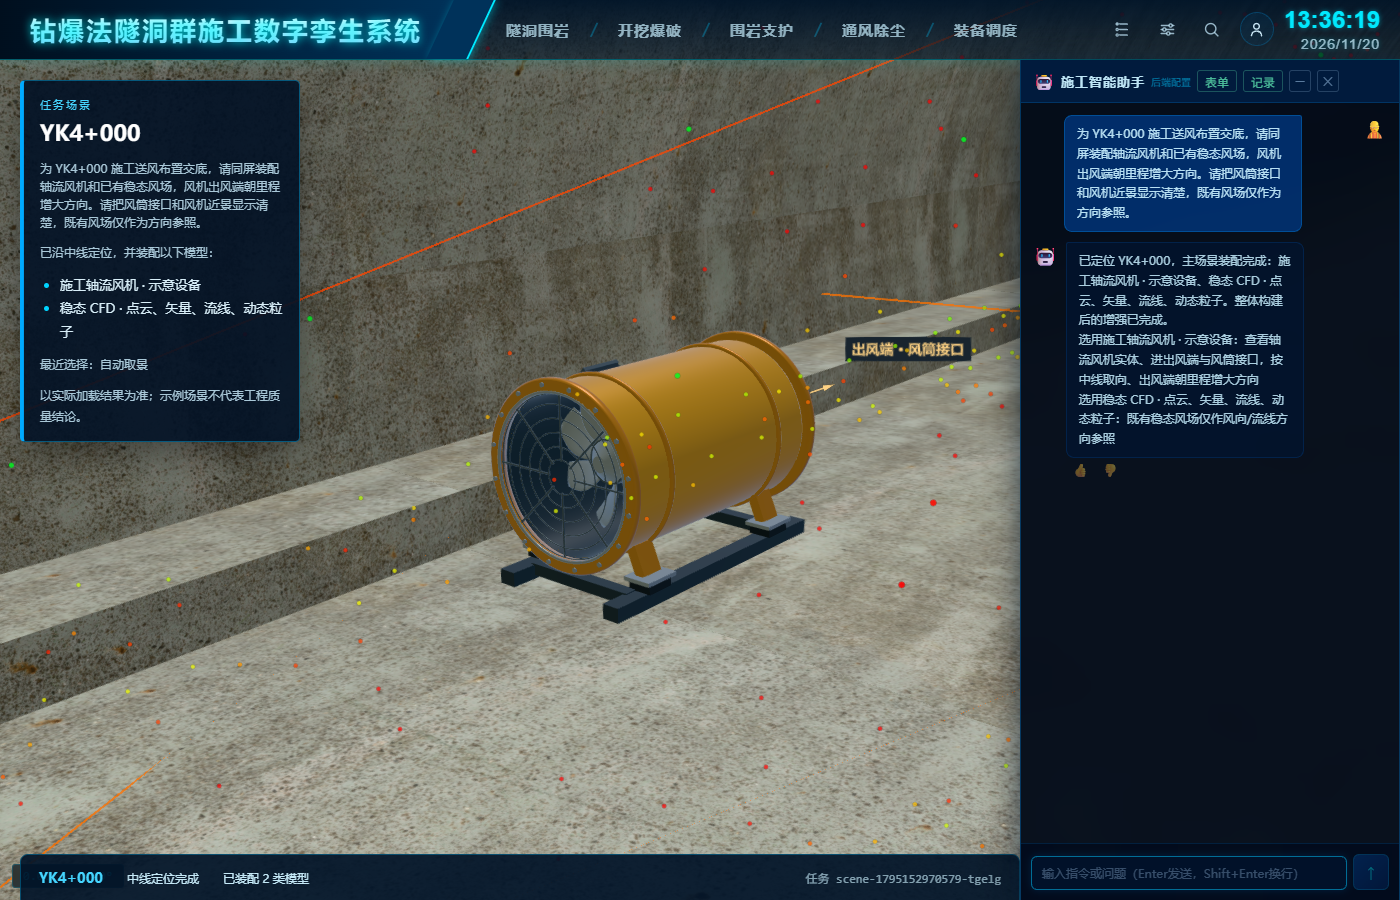 钻爆法隧洞群施工数字孪生系统
隧洞围岩 / 开挖爆破 / 围岩支护 / 通风除尘 / 装备调度
13:36:19
2026/11/20
任务场景
YK4+000
为 YK4+000 施工送风布置交底，请同屏装配
轴流风机和已有稳态风场，风机出风端朝里程
增大方向。请把风筒接口和风机近景显示清
楚，既有风场仅作为方向参照。
已沿中线定位，并装配以下模型：
施工轴流风机 · 示意设备
稳态 CFD · 点云、矢量、流线、动态粒
子
最近选择：自动取景
以实际加载结果为准；示例场景不代表工程质
量结论。
出风端 · 风筒接口
施工智能助手 后端配置 表单 记录
为 YK4+000 施工送风布置交底，请同
屏装配轴流风机和已有稳态风场，风机
出风端朝里程增大方向。请把风筒接口
和风机近景显示清楚，既有风场仅作为
方向参照。
已定位 YK4+000，主场景装配完成：施
工轴流风机 · 示意设备、稳态 CFD · 点
云、矢量、流线、动态粒子。整体构建
后的增强已完成。
选用施工轴流风机 · 示意设备：查看轴
流风机实体、进出风端与风筒接口，按
中线取向、出风端朝里程增大方向
选用稳态 CFD · 点云、矢量、流线、动
态粒子：既有稳态风场仅作风向/流线方
向参照
YK4+000 中线定位完成 已装配 2 类模型
任务 scene-1795152970579-tgelg
输入指令或问题（Enter发送，Shift+Enter换行）